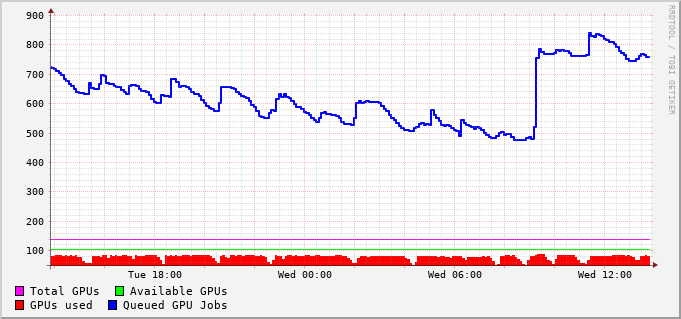 900
800
700
600
500
400
300
200
100
Tue 18:00 Wed 00:00 Wed 06:00 Wed 12:00
Total GPUs Available GPUs
GPUs used Queued GPU Jobs
RRDTOOL / TOBI OETIKER